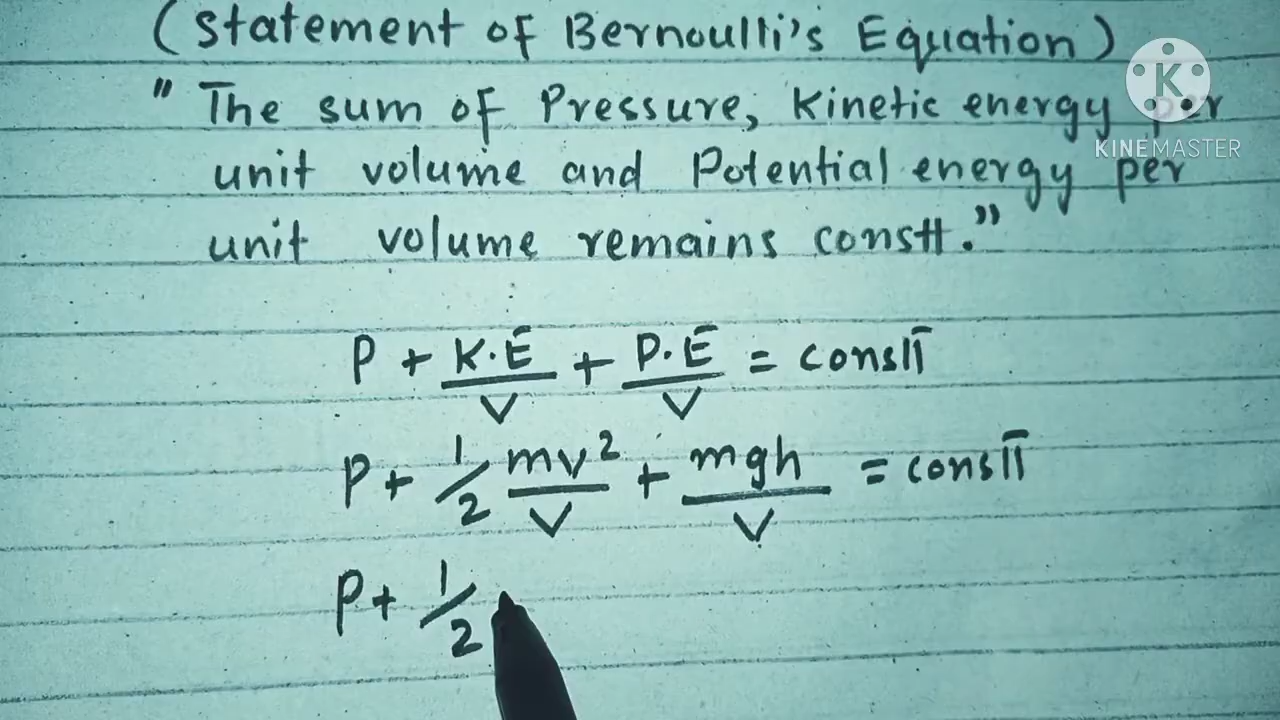 (Statement of Bernoulli's Equation)
" The sum of Pressure, Kinetic energy per
unit volume and Potential energy per
unit volume remains constt."
P + K.E/V + P.E/V = constt
P + 1/2 mv²/V + mgh/V = constt
P + 1/2
K
KINEMASTER